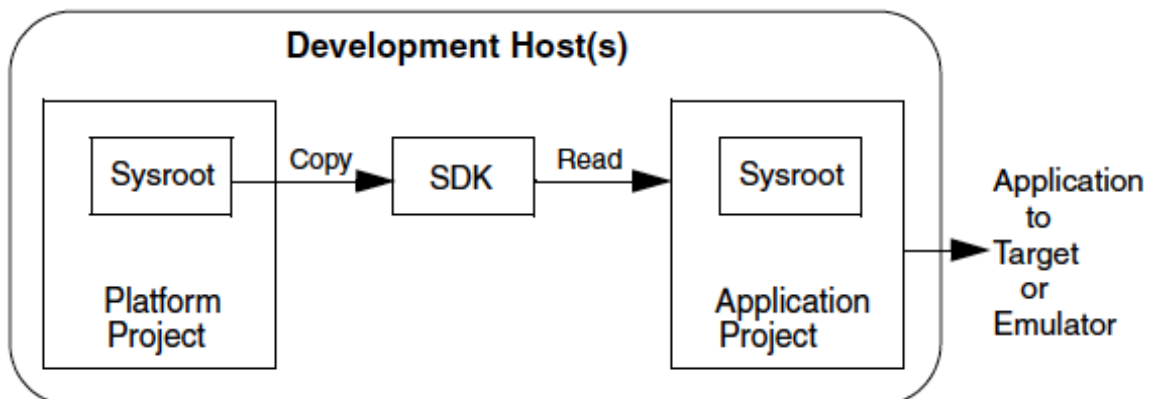 Development Host(s)
Sysroot
Copy
SDK
Read
Sysroot
Platform
Project
Application
Project
Application
to
Target
or
Emulator